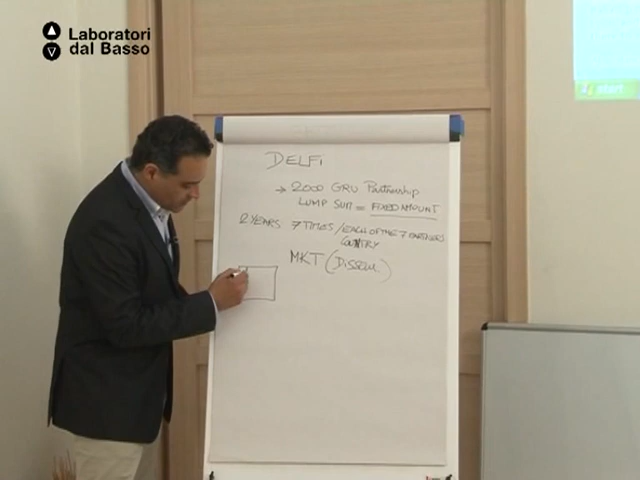 Laboratori
dal Basso
DELFI
→ 2000 GRU Partnership
LUMP SUM = FIXED AMOUNT
2 YEARS 7 TIMES / EACH OF THE 7 PARTNERS
COUNTRY
MKT (DISSEM)
start